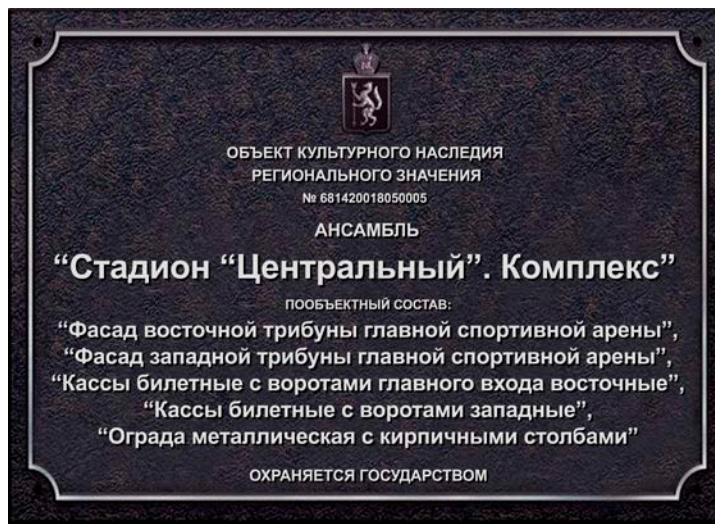 ОБЪЕКТ КУЛЬТУРНОГО НАСЛЕДИЯ
РЕГИОНАЛЬНОГО ЗНАЧЕНИЯ
№ 681420018050005
АНСАМБЛЬ
“Стадион “Центральный”. Комплекс”
ПООБЪЕКТНЫЙ СОСТАВ:
“Фасад восточной трибуны главной спортивной арены”,
“Фасад западной трибуны главной спортивной арены”,
“Кассы билетные с воротами главного входа восточные”,
“Кассы билетные с воротами западные”,
“Ограда металлическая с кирпичными столбами”
ОХРАНЯЕТСЯ ГОСУДАРСТВОМ